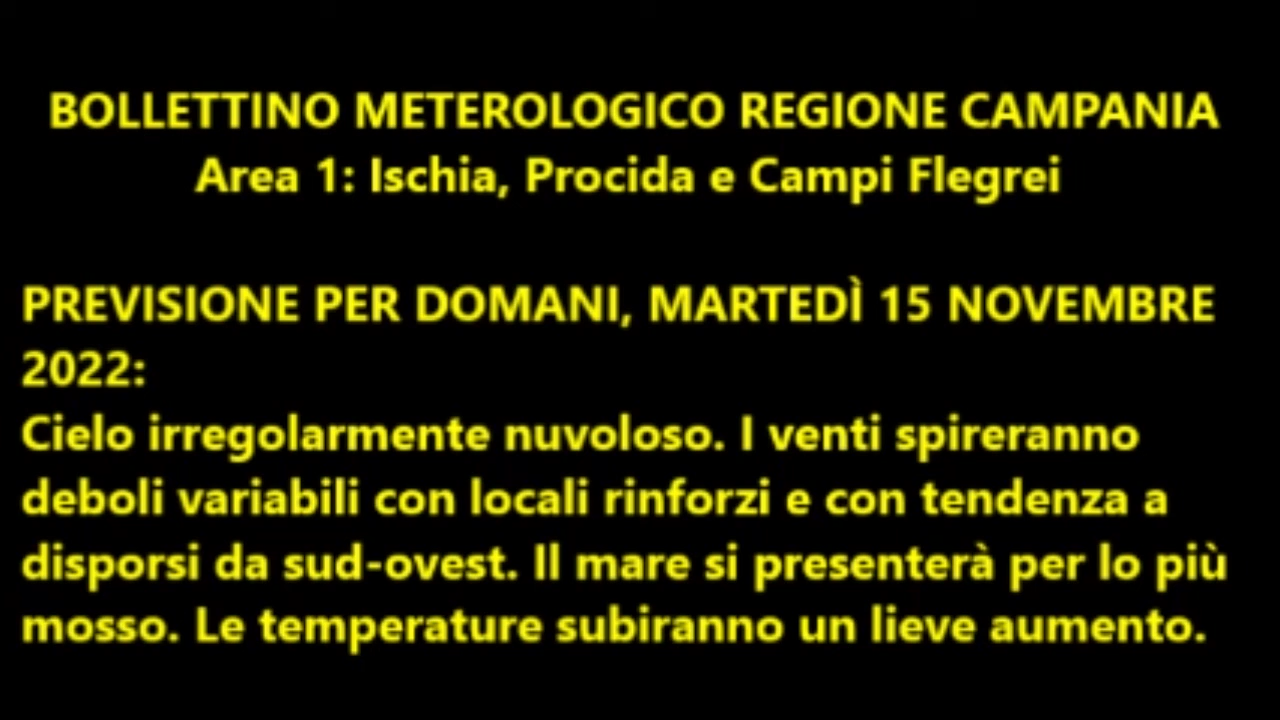 BOLLETTINO METEROLOGICO REGIONE CAMPANIA
Area 1: Ischia, Procida e Campi Flegrei
PREVISIONE PER DOMANI, MARTEDÌ 15 NOVEMBRE
2022:
Cielo irregolarmente nuvoloso. I venti spireranno
deboli variabili con locali rinforzi e con tendenza a
disporsi da sud-ovest. Il mare si presenterà per lo più
mosso. Le temperature subiranno un lieve aumento.